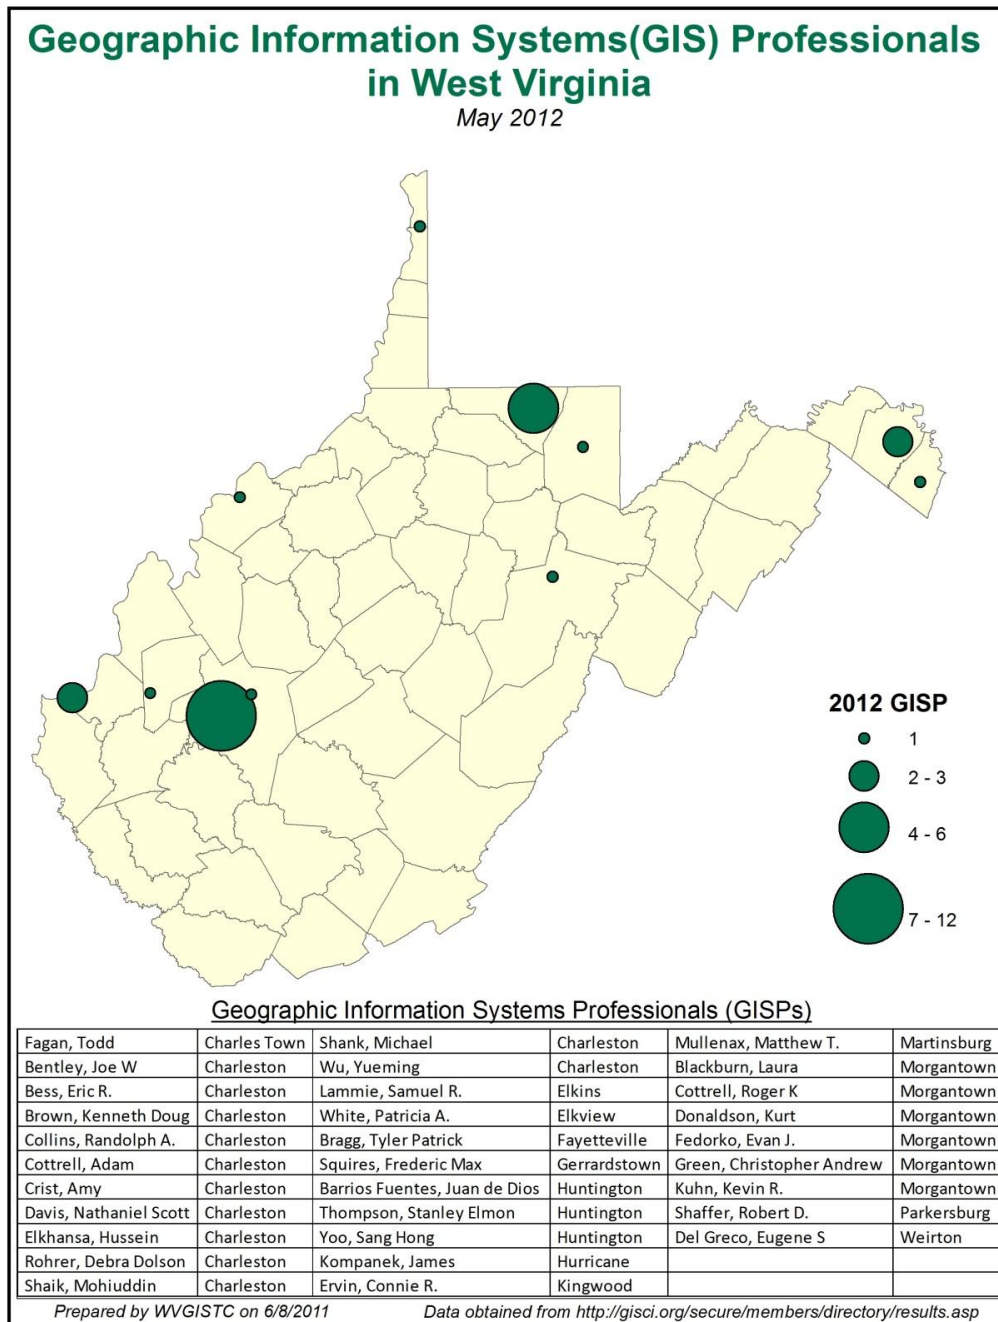 Geographic Information Systems(GIS) Professionals
in West Virginia
May 2012
2012 GISP
1
2 - 3
4 - 6
7 - 12
Geographic Information Systems Professionals (GISPs)
Fagan, Todd Charles Town Shank, Michael Charleston Mullenax, Matthew T. Martinsburg
Bentley, Joe W Charleston Wu, Yueming Charleston Blackburn, Laura Morgantown
Bess, Eric R. Charleston Lammie, Samuel R. Elkins Cottrell, Roger K Morgantown
Brown, Kenneth Doug Charleston White, Patricia A. Elkview Donaldson, Kurt Morgantown
Collins, Randolph A. Charleston Bragg, Tyler Patrick Fayetteville Fedorko, Evan J. Morgantown
Cottrell, Adam Charleston Squires, Frederic Max Gerrardstown Green, Christopher Andrew Morgantown
Crist, Amy Charleston Barrios Fuentes, Juan de Dios Huntington Kuhn, Kevin R. Morgantown
Davis, Nathaniel Scott Charleston Thompson, Stanley Elmon Huntington Shaffer, Robert D. Parkersburg
Elkhansa, Hussein Charleston Yoo, Sang Hong Huntington Del Greco, Eugene S Weirton
Rohrer, Debra Dolson Charleston Kompanek, James Hurricane
Shaik, Mohiuddin Charleston Ervin, Connie R. Kingwood
Prepared by WVGISTC on 6/8/2011 Data obtained from http://gisci.org/secure/members/directory/results.asp